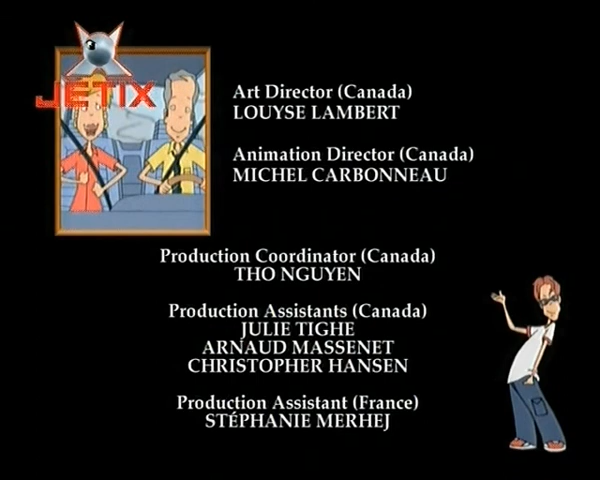 JETIX
Art Director (Canada)
LOUYSE LAMBERT
Animation Director (Canada)
MICHEL CARBONNEAU
Production Coordinator (Canada)
THO NGUYEN
Production Assistants (Canada)
JULIE TIGHE
ARNAUD MASSENET
CHRISTOPHER HANSEN
Production Assistant (France)
STÉPHANIE MERHEJ